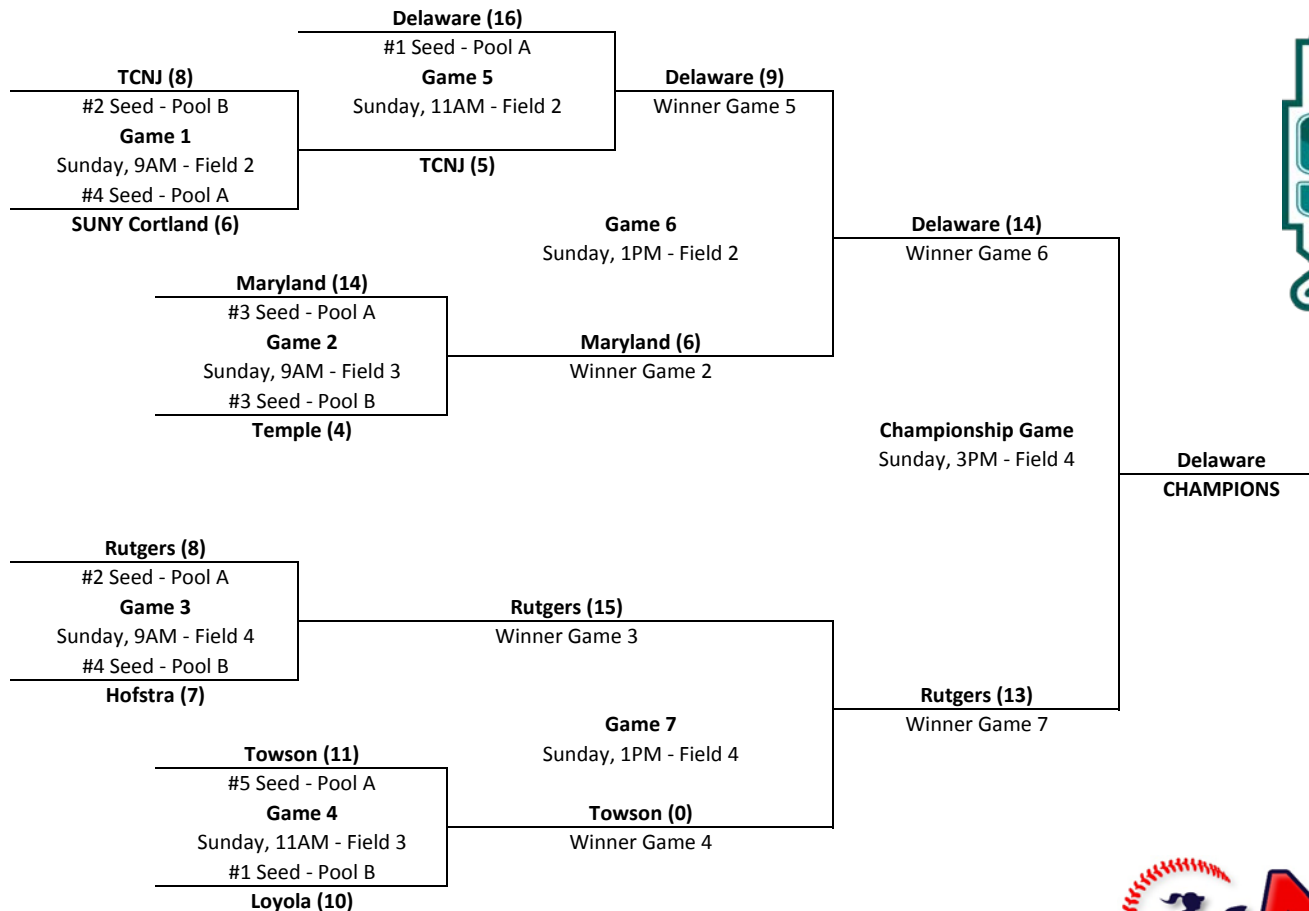 Delaware (16)
#1 Seed - Pool A
Game 5
Sunday, 11AM - Field 2
TCNJ (5)
TCNJ (8)
#2 Seed - Pool B
Game 1
Sunday, 9AM - Field 2
#4 Seed - Pool A
SUNY Cortland (6)
Delaware (9)
Winner Game 5
Game 6
Sunday, 1PM - Field 2
Maryland (6)
Winner Game 2
Maryland (14)
#3 Seed - Pool A
Game 2
Sunday, 9AM - Field 3
#3 Seed - Pool B
Temple (4)
Delaware (14)
Winner Game 6
Championship Game
Sunday, 3PM - Field 4
Delaware
CHAMPIONS
Rutgers (8)
#2 Seed - Pool A
Game 3
Sunday, 9AM - Field 4
#4 Seed - Pool B
Hofstra (7)
Rutgers (15)
Winner Game 3
Game 7
Sunday, 1PM - Field 4
Towson (0)
Winner Game 4
Rutgers (13)
Winner Game 7
Towson (11)
#5 Seed - Pool A
Game 4
Sunday, 11AM - Field 3
#1 Seed - Pool B
Loyola (10)